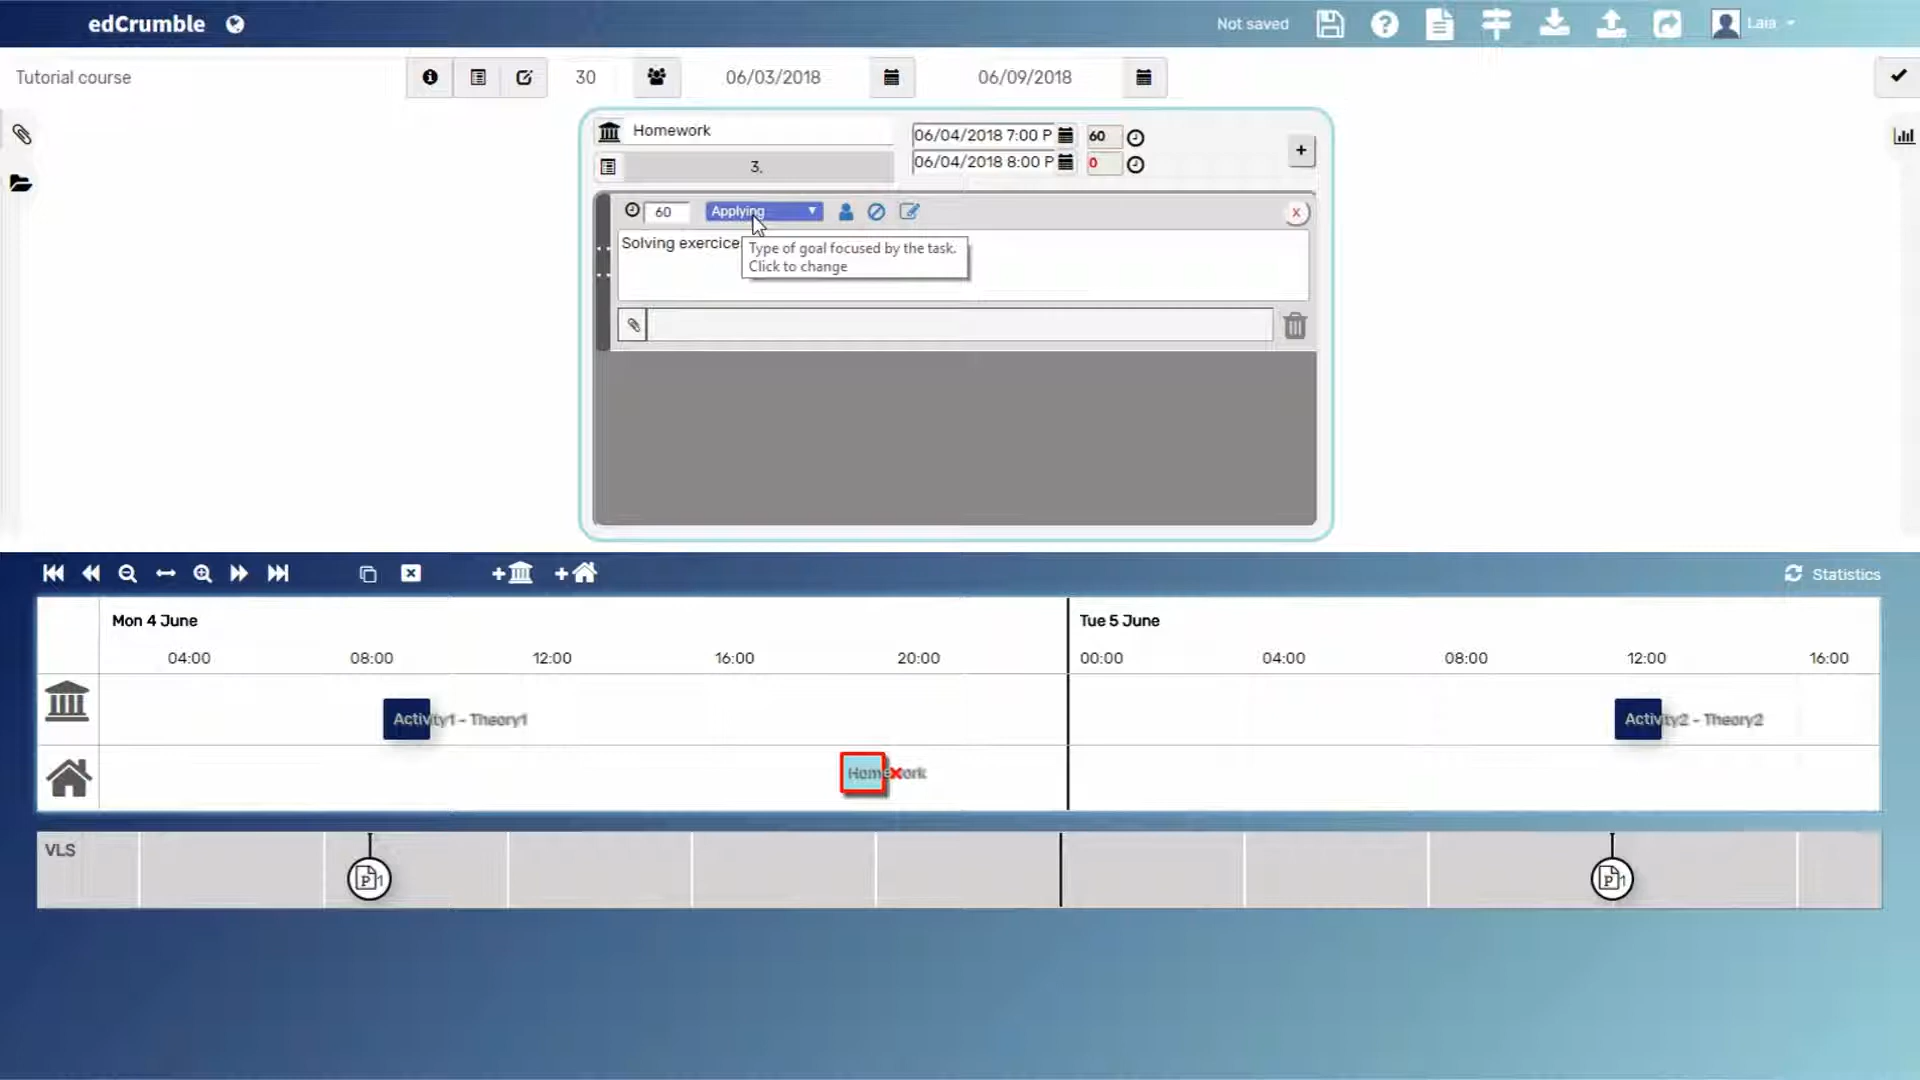 edCrumble
Not saved
Laia
Tutorial course
30
06/03/2018
06/09/2018
Homework
06/04/2018 7:00 P
60
3.
06/04/2018 8:00 P
0
60
Applying
Solving exercice
Type of goal focused by the task.
Click to change
Statistics
Mon 4 June
Tue 5 June
04:00
08:00
12:00
16:00
20:00
00:00
04:00
08:00
12:00
16:00
Activity1 - Theory1
Activity2 - Theory2
Homework
VLS
P 1
P 1